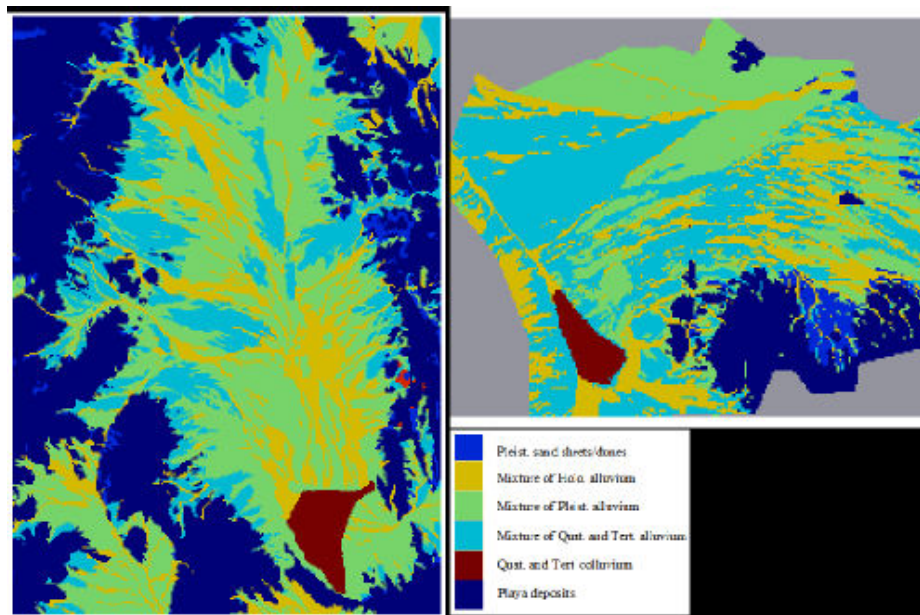 Pleist. sand sheets/dunes
Mixture of Holo. alluvium
Mixture of Pleist. alluvium
Mixture of Quat. and Tert. alluvium
Quat. and Tert colluvium
Playa deposits